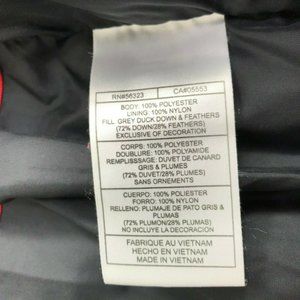 RN#56323 CA#05553
BODY: 100% POLYESTER
LINING: 100% NYLON
FILL: GREY DUCK DOWN & FEATHERS
(72% DOWN/28% FEATHERS)
EXCLUSIVE OF DECORATION
CORPS: 100% POLYESTER
DOUBLURE: 100% POLYAMIDE
REMPLISSSAGE: DUVET DE CANARD
GRIS & PLUMES
(72% DUVET/28% PLUMES)
SANS ORNEMENTS
CUERPO: 100% POLIESTER
FORRO: 100% NYLON
RELLENO: PLUMAJE DE PATO GRIS &
PLUMAS
(72% PLUMON/28% PLUMAS)
NO INCLUYE LA DECORACION
FABRIQUE AU VIETNAM
HECHO EN VIETNAM
MADE IN VIETNAM